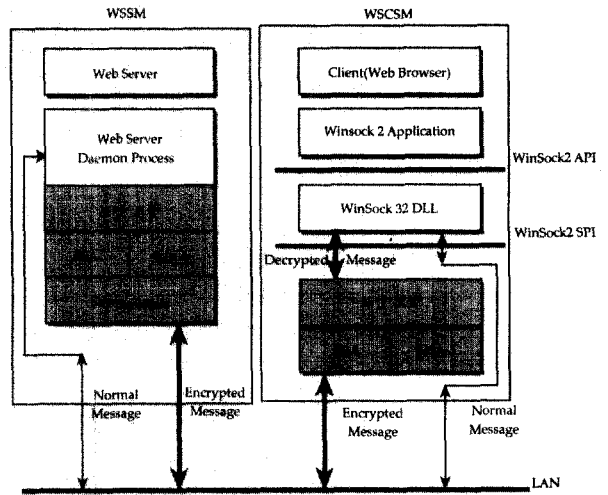 WSSM
WSCSM
Web Server
Client(Web Browser)
Web Server
Daemon Process
Winsock 2 Application
WinSock2 API
WinSock 32 DLL
WinSock2 SPI
Decrypted Message
Normal
Message
Encrypted
Message
Encrypted
Message
Normal
Message
LAN